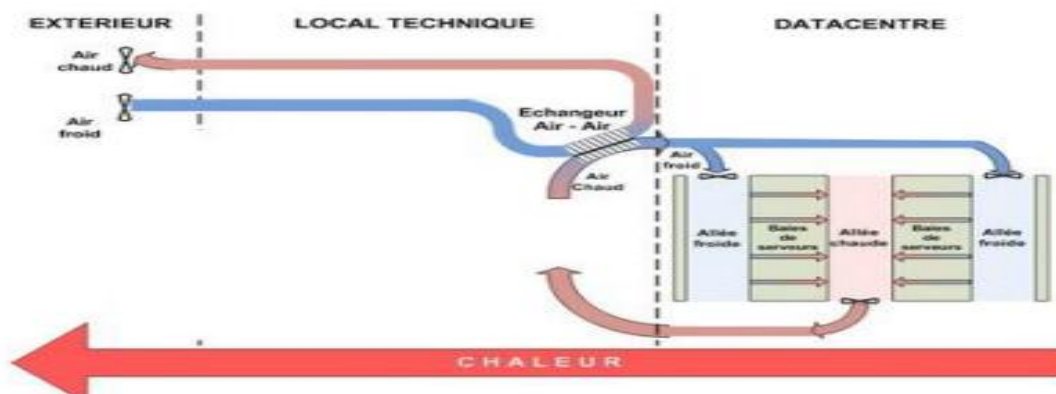 EXTERIEUR
LOCAL TECHNIQUE
DATACENTRE
Air
chaud
Air
froid
Echangeur
Air - Air
Air
Chaud
Air
froid
Allée
froide
Baies
de
serveurs
Allée
chaude
Baies
de
serveurs
Allée
froide
CHALEUR